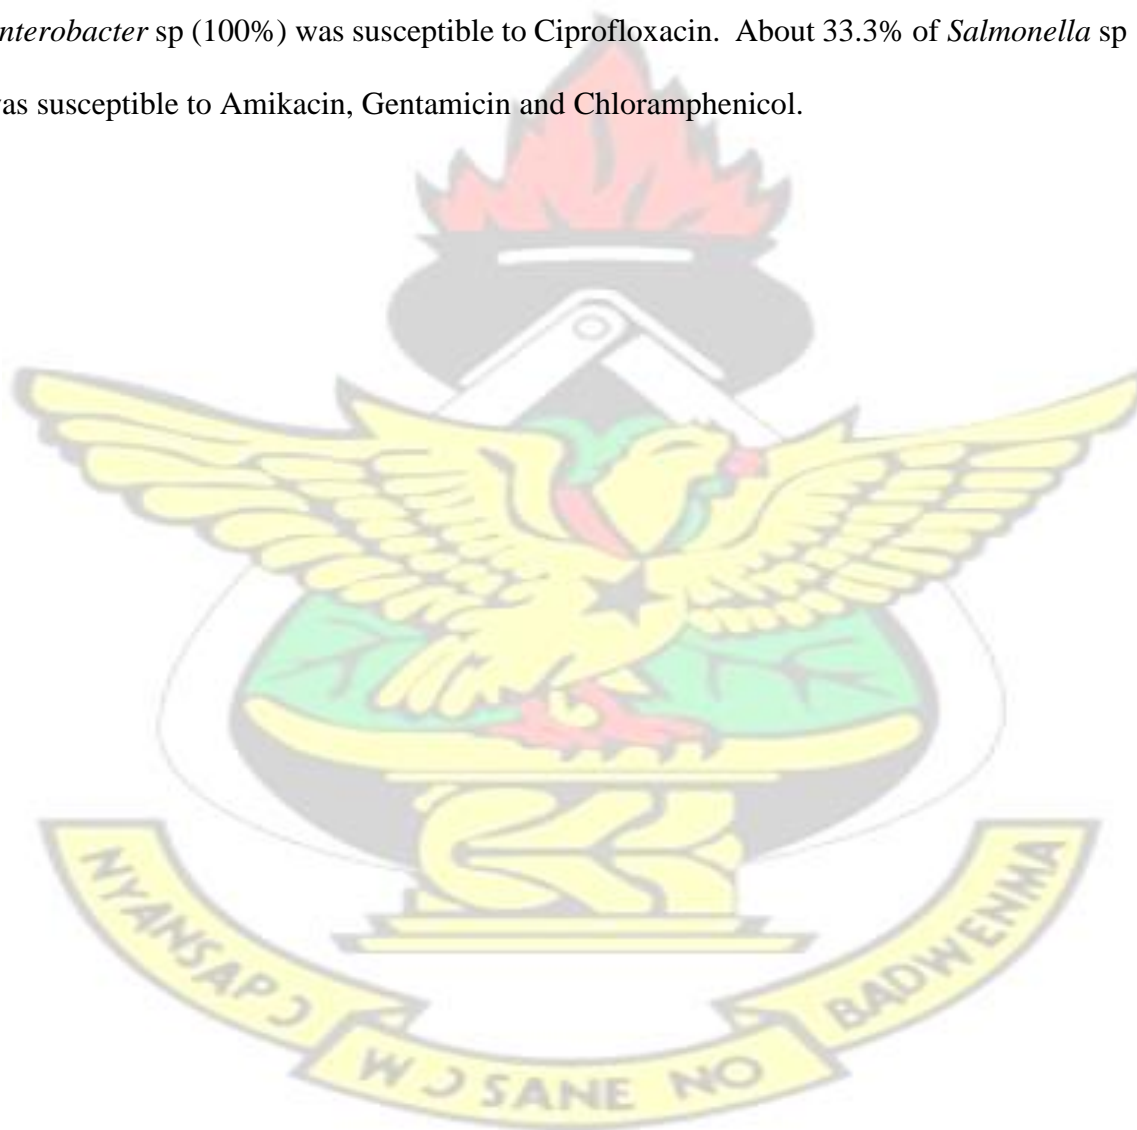 nterobacter sp (100%) was susceptible to Ciprofloxacin. About 33.3% of Salmonella sp
was susceptible to Amikacin, Gentamicin and Chloramphenicol.
NYANSAPƆ
WƆSANE NO
BADWENMA